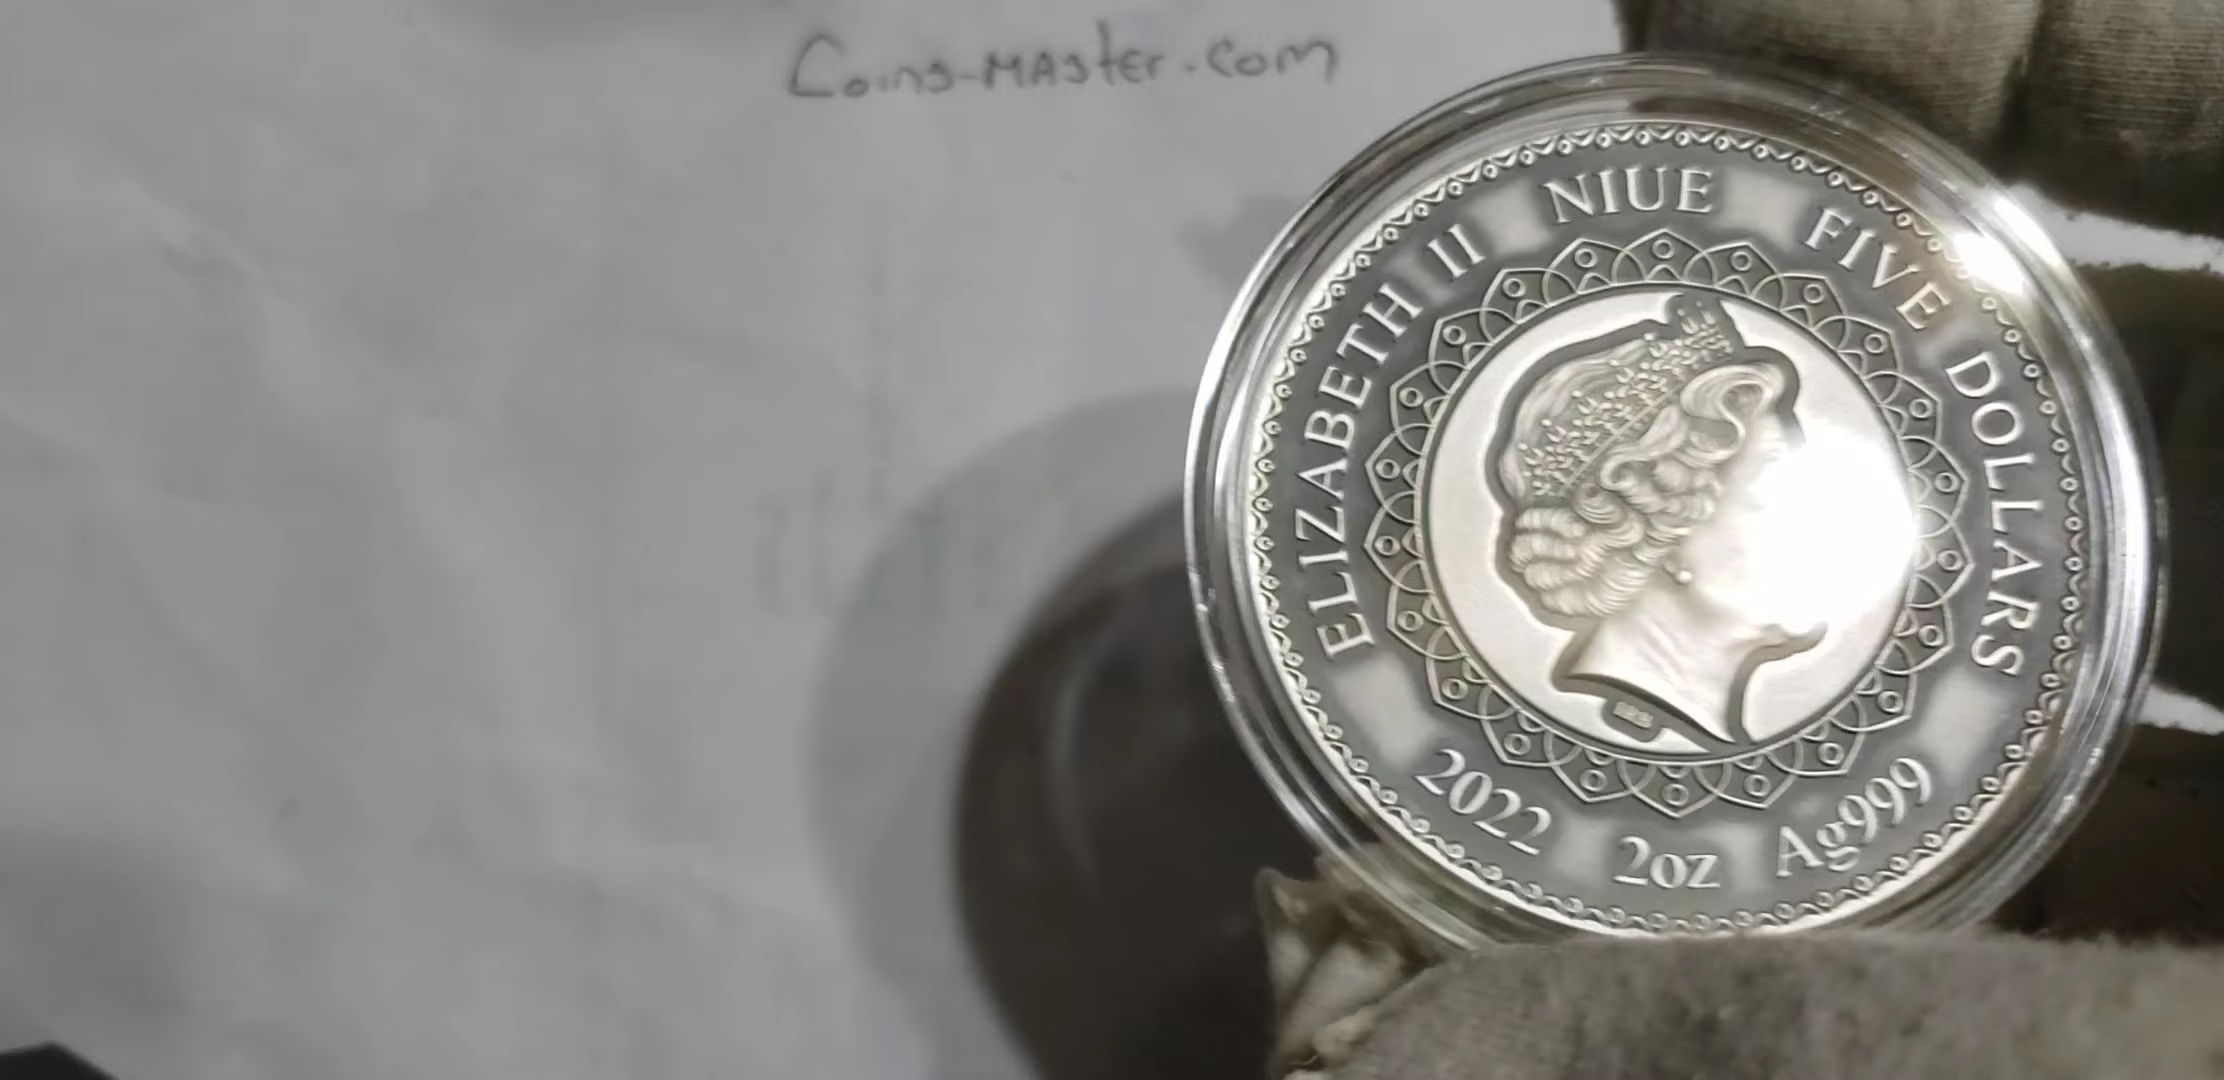 Coins-MASter.com
ELIZABETH II NIUE FIVE DOLLARS
2022 2oz Ag999